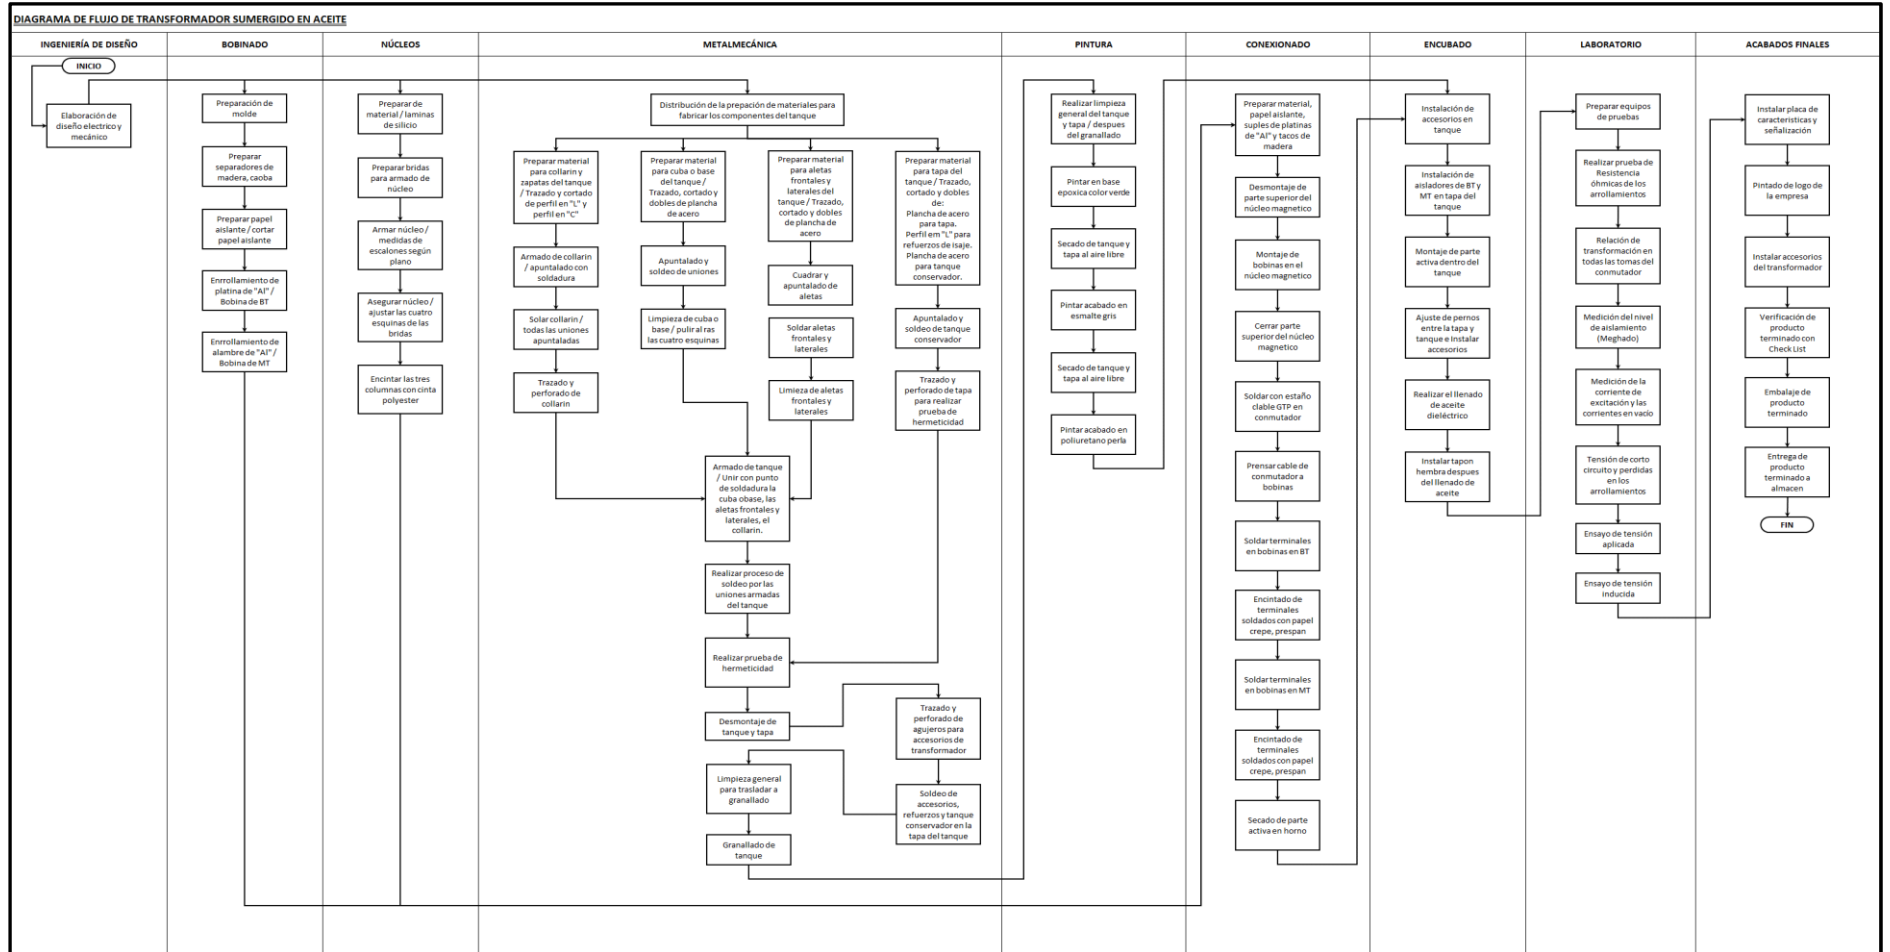 DIAGRAMA DE FLUJO DE TRANSFORMADOR SUMERGIDO EN ACEITE
INGENIERÍA DE DISEÑO
INICIO
Elaboración de
diseño electrico y
mecánico
BOBINADO
Preparación de
molde
Preparar
separadores de
madera, caoba
Preparar papel
aislante / cortar
papel aislante
Enrrollamiento de
platina de "Al" /
Bobina de BT
Enrrollamiento de
alambre de "Al" /
Bobina de MT
NÚCLEOS
Preparar de
material / laminas
de silicio
Preparar bridas
para armado de
núcleo
Armar núcleo /
medidas de
escalones según
plano
Asegurar núcleo /
ajustar las cuatro
esquinas de las
bridas
Encintar las tres
columnas con cinta
polyester
METALMECÁNICA
Distribución de la prepación de materiales para
fabricar los componentes del tanque
Preparar material
para collarin y
zapatas del tanque
/ Trazado y cortado
de perfil en "L" y
perfil en "C"
Armado de collarin
/ apuntalado con
soldadura
Solar collarin /
todas las uniones
apuntaladas
Trazado y
perforado de
collarin
Preparar material
para cuba o base
del tanque /
Trazado, cortado y
dobles de plancha
de acero
Apuntalado y
soldeo de uniones
Limpieza de cuba o
base / pulir al ras
las cuatro esquinas
Preparar material
para aletas
frontales y
laterales del
tanque / Trazado,
cortado y dobles
de plancha de
acero
Cuadrar y
apuntalado de
aletas
Soldar aletas
frontales y
laterales
Limieza de aletas
frontales y
laterales
Preparar material
para tapa del
tanque / Trazado,
cortado y dobles
de:
Plancha de acero
para tapa.
Perfil em "L" para
refuerzos de isaje.
Plancha de acero
para tanque
conservador.
Apuntalado y
soldeo de tanque
conservador
Trazado y
perforado de tapa
para realizar
prueba de
hermeticidad
Armado de tanque
/ Unir con punto
de soldadura la
cuba obase, las
aletas frontales y
laterales, el
collarin.
Realizar proceso de
soldeo por las
uniones armadas
del tanque
Realizar prueba de
hermeticidad
Desmontaje de
tanque y tapa
Trazado y
perforado de
agujeros para
accesorios de
transformador
Soldeo de
accesorios,
refuerzos y tanque
conservador en la
tapa del tanque
Limpieza general
para trasladar a
granallado
Granallado de
tanque
PINTURA
Realizar limpieza
general del tanque
y tapa / despues
del granallado
Pintar en base
epoxica color verde
Secado de tanque y
tapa al aire libre
Pintar acabado en
esmalte gris
Secado de tanque y
tapa al aire libre
Pintar acabado en
poliuretano perla
CONEXIONADO
Preparar material,
papel aislante,
suples de platinas
de "Al" y tacos de
madera
Desmontaje de
parte superior del
núcleo magnetico
Montaje de
bobinas en el
núcleo magnetico
Cerrar parte
superior del núcleo
magnetico
Soldar con estaño
clable GTP en
conmutador
Prensar cable de
conmutador a
bobinas
Soldar terminales
en bobinas en BT
Encintado de
terminales
soldados con papel
crepe, prespan
Soldar terminales
en bobinas en MT
Encintado de
terminales
soldados con papel
crepe, prespan
Secado de parte
activa en horno
ENCUBADO
Instalación de
accesorios en
tanque
Instalación de
aisladores de BT y
MT en tapa del
tanque
Montaje de parte
activa dentro del
tanque
Ajuste de pernos
entre la tapa y
tanque e Instalar
accesorios
Realizar el llenado
de aceite
dieléctrico
Instalar tapon
hembra despues
del llenado de
aceite
LABORATORIO
Preparar equipos
de pruebas
Realizar prueba de
Resistencia
óhmicas de los
arrollamientos
Relación de
transformación en
todas las tomas del
conmutador
Medición del nivel
de aislamiento
(Meghado)
Medición de la
corriente de
excitación y las
corrientes en vacío
Tensión de corto
circuito y perdidas
en los
arrollamientos
Ensayo de tensión
aplicada
Ensayo de tensión
inducida
ACABADOS FINALES
Instalar placa de
caracteristicas y
señalización
Pintado de logo de
la empresa
Instalar accesorios
del transformador
Verificación de
producto
terminado con
Check List
Embalaje de
producto
terminado
Entrega de
producto
terminado a
almacen
FIN